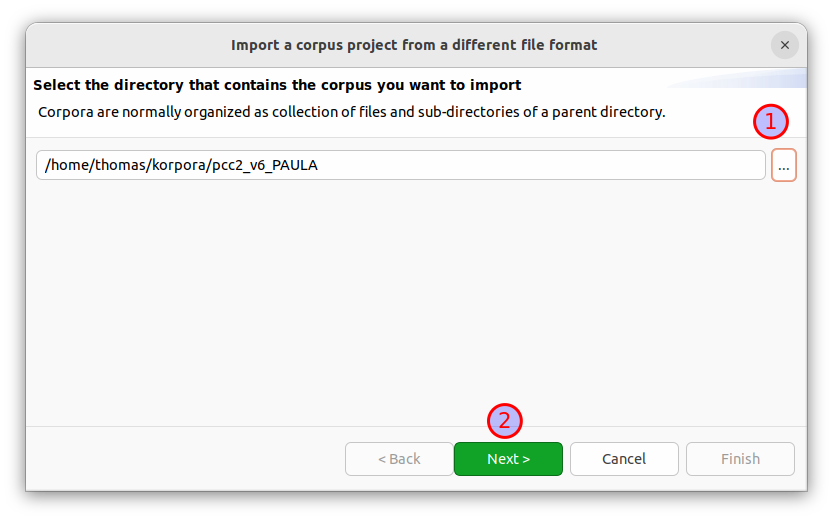 Import a corpus project from a different file format
Select the directory that contains the corpus you want to import
Corpora are normally organized as collection of files and sub-directories of a parent directory.
1
/home/thomas/korpora/pcc2_v6_PAULA
...
2
< Back
Next >
Cancel
Finish